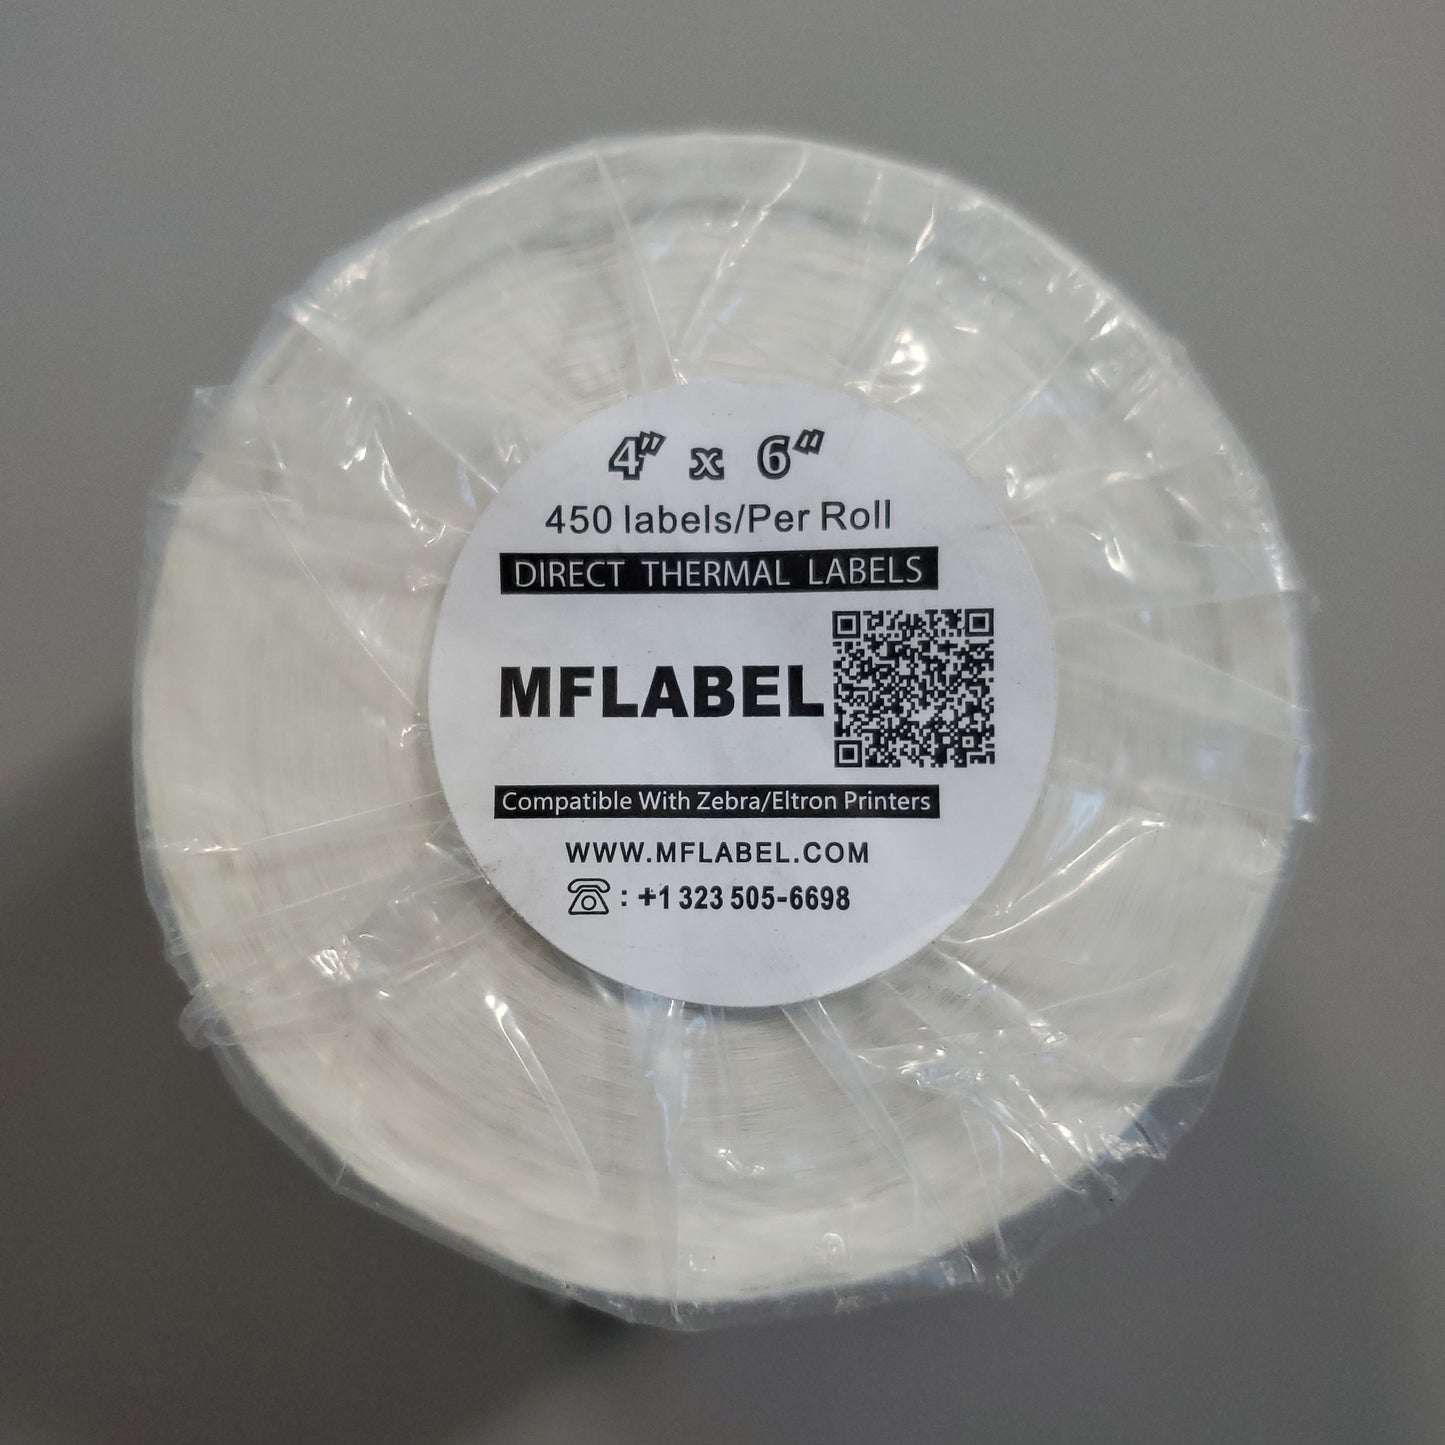 4" x 6"
450 labels/Per Roll
DIRECT THERMAL LABELS
MFLABEL
Compatible With Zebra/Eltron Printers
WWW.MFLABEL.COM
: +1 323 505-6698